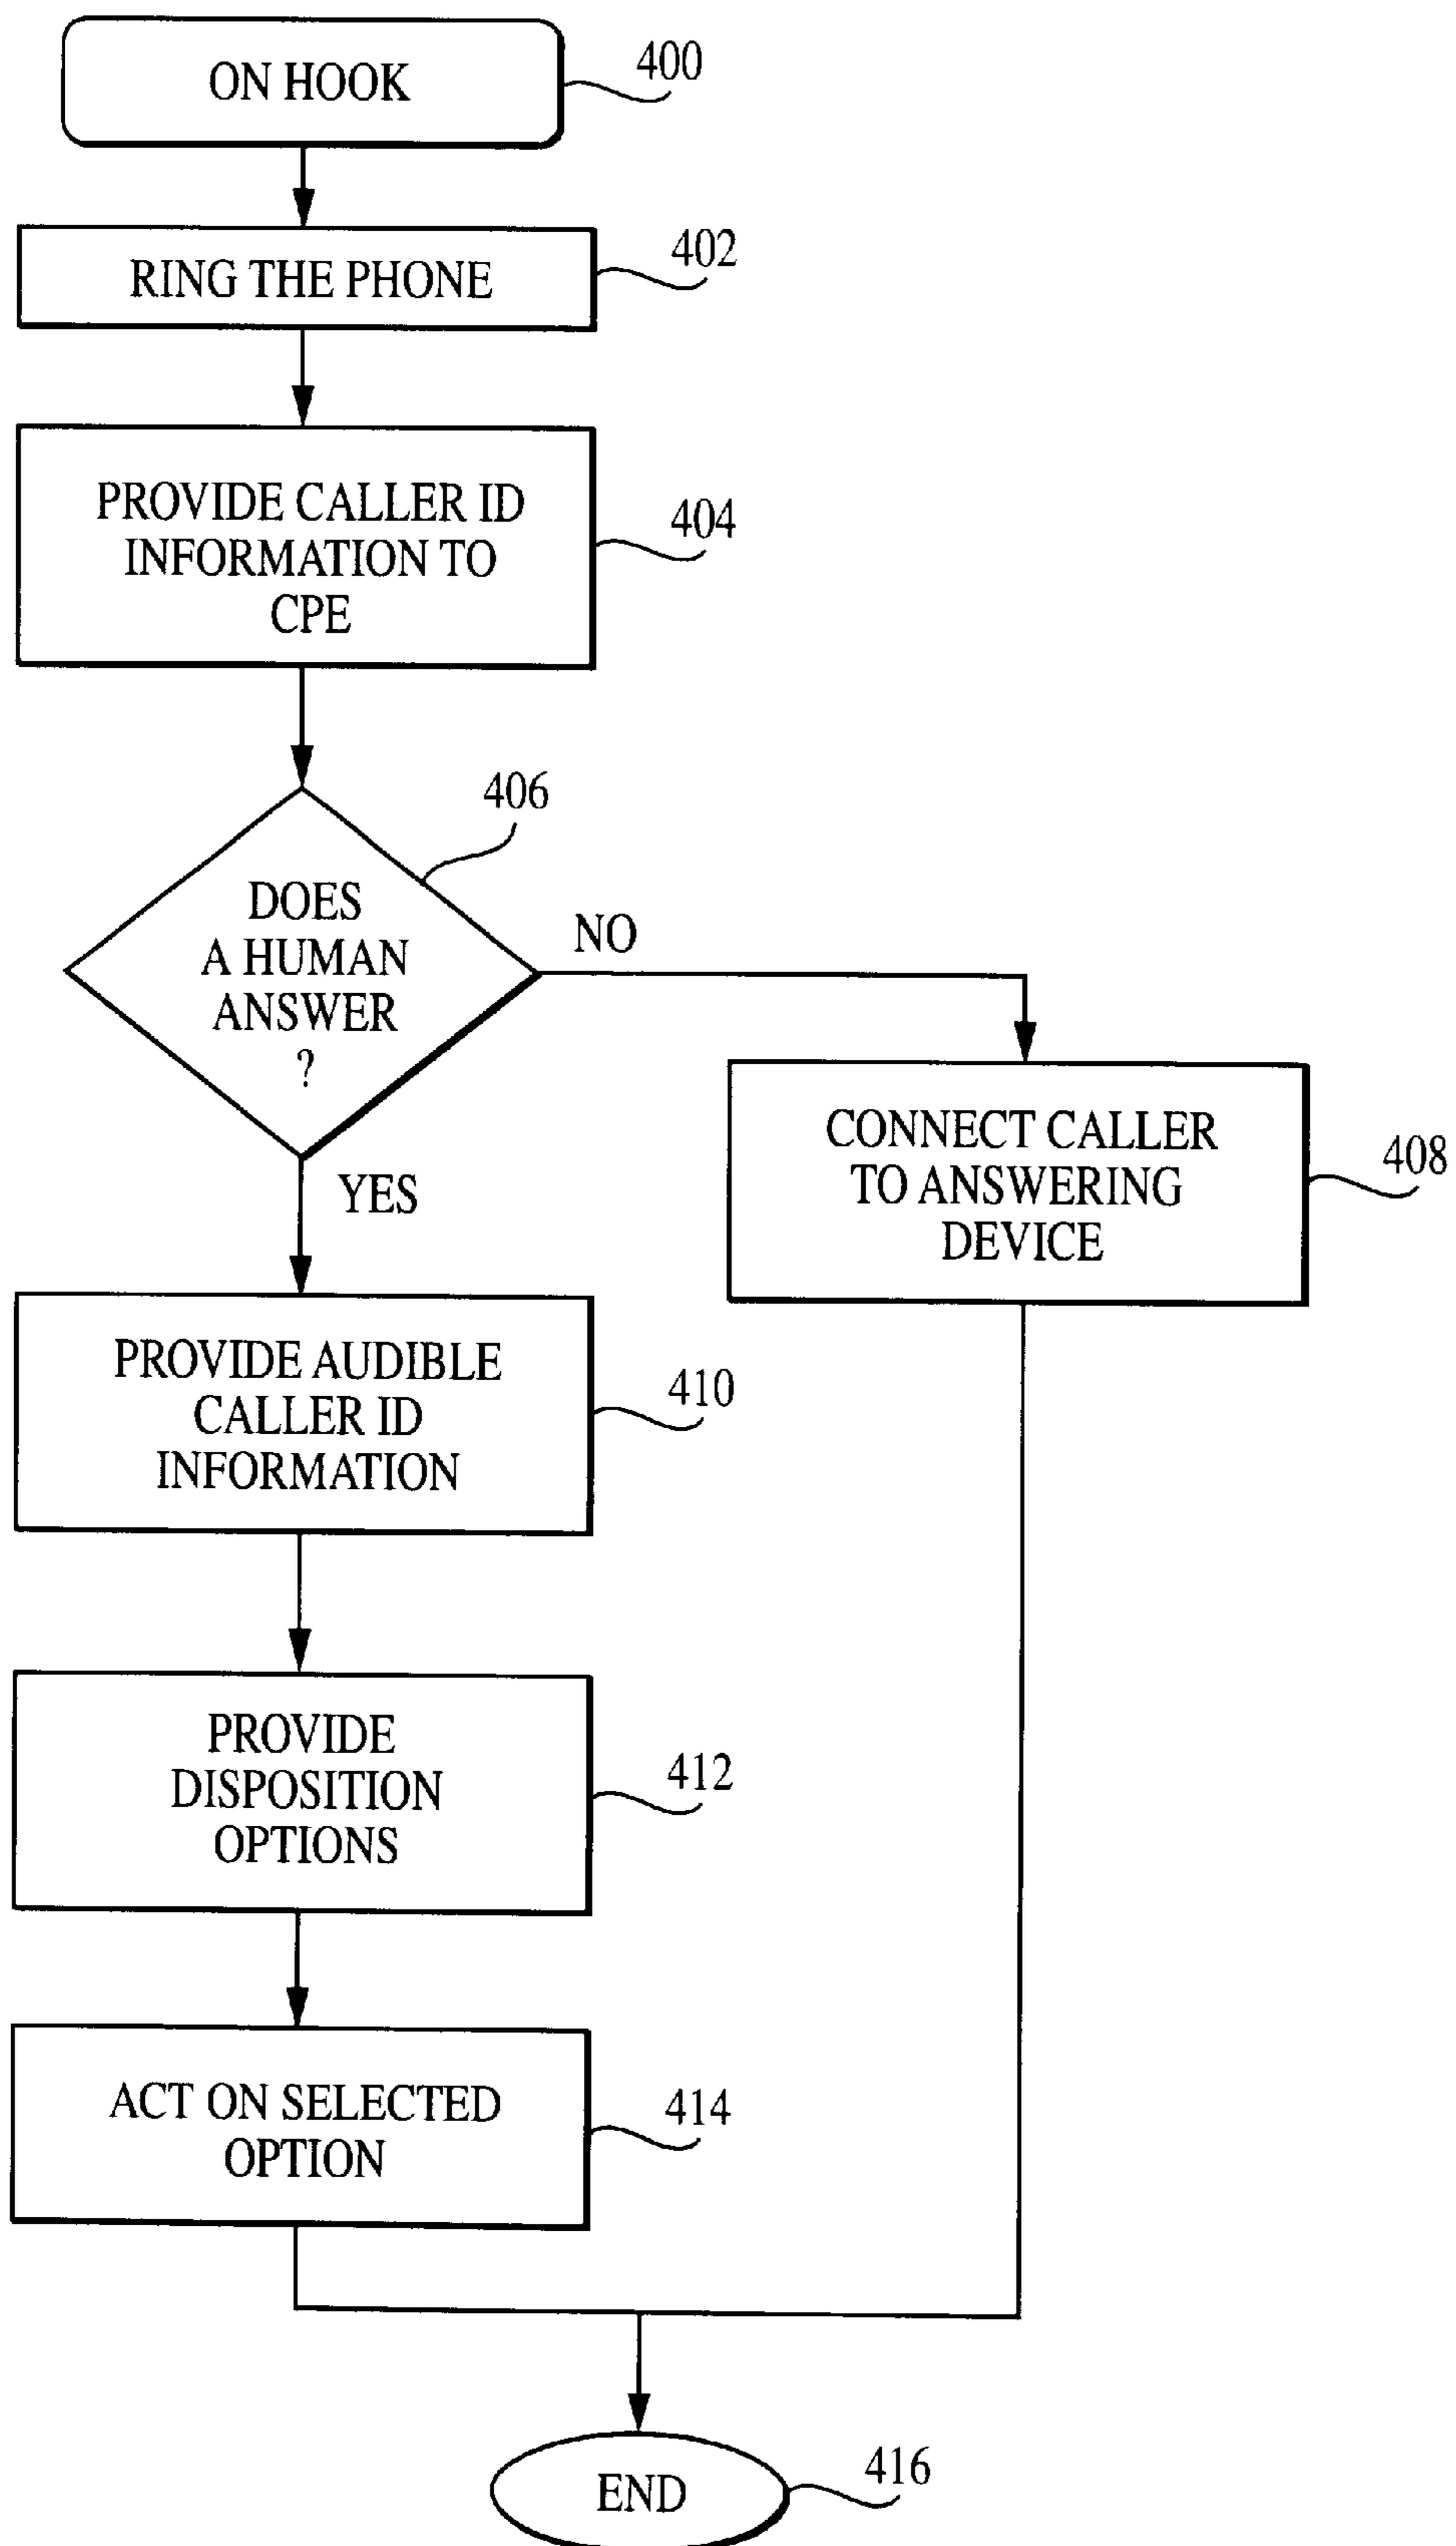 ON HOOK
400
RING THE PHONE
402
PROVIDE CALLER ID
INFORMATION TO
CPE
404
406
DOES
A HUMAN
ANSWER
?
NO
YES
CONNECT CALLER
TO ANSWERING
DEVICE
408
PROVIDE AUDIBLE
CALLER ID
INFORMATION
410
PROVIDE
DISPOSITION
OPTIONS
412
ACT ON SELECTED
OPTION
414
END
416